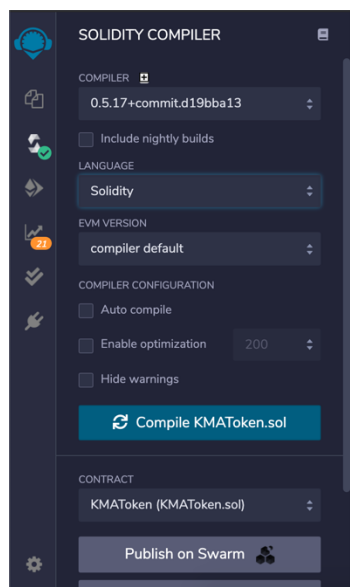 SOLIDITY COMPILER
COMPILER
0.5.17+commit.d19bba13
Include nightly builds
LANGUAGE
Solidity
EVM VERSION
compiler default
21
COMPILER CONFIGURATION
Auto compile
Enable optimization 200
Hide warnings
Compile KMAToken.sol
CONTRACT
KMAToken (KMAToken.sol)
Publish on Swarm